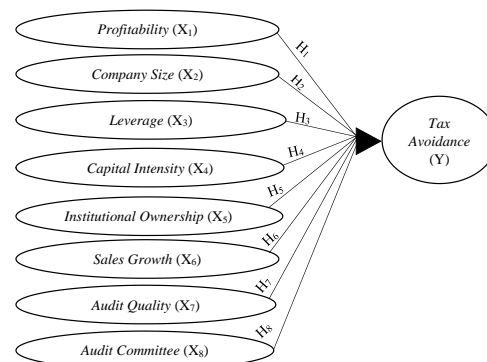 Profitability (X₁)
H₁
Company Size (X₂)
H₂
Leverage (X₃)
H₃
Capital Intensity (X₄)
H₄
Institutional Ownership (X₅)
H₅
Sales Growth (X₆)
H₆
Audit Quality (X₇)
H₇
Audit Committee (X₈)
H₈
Tax
Avoidance
(Y)